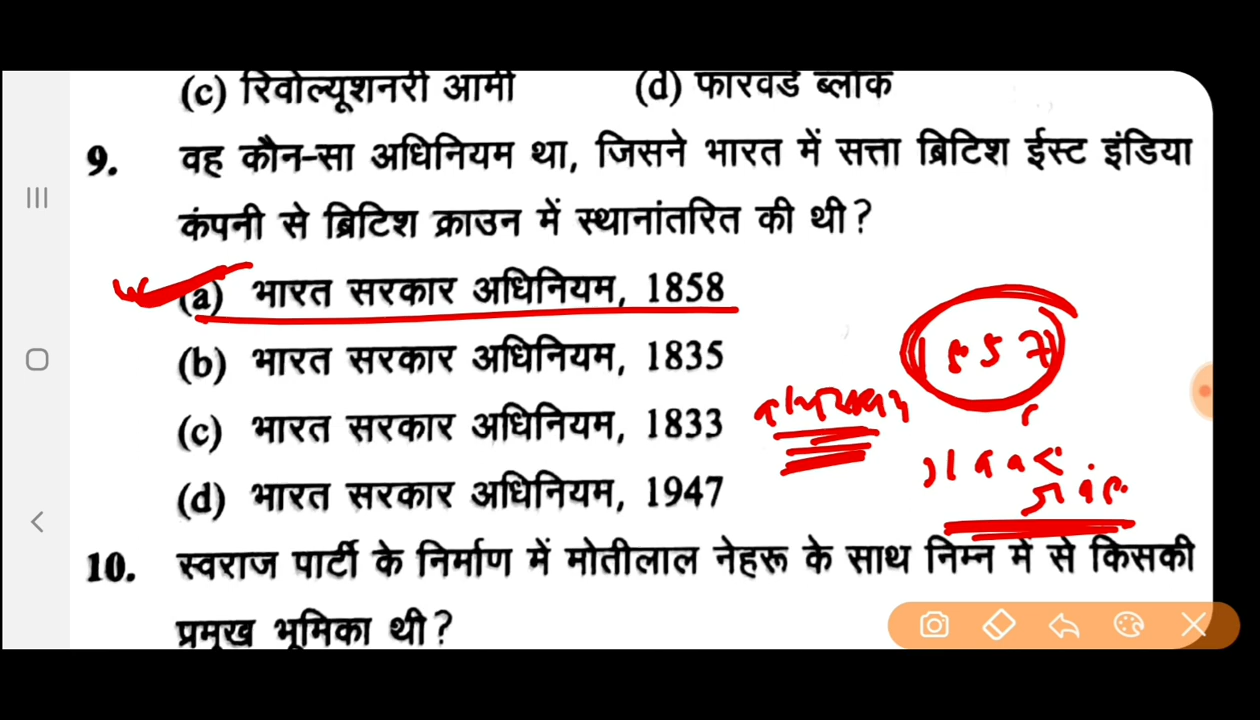 (c) रिवोल्यूशनरी आर्मी (d) फारवर्ड ब्लॉक
9. वह कौन-सा अधिनियम था, जिसने भारत में सत्ता ब्रिटिश ईस्ट इंडिया
कंपनी से ब्रिटिश क्राउन में स्थानांतरित की थी?
(a) भारत सरकार अधिनियम, 1858
(b) भारत सरकार अधिनियम, 1835
1857
(c) भारत सरकार अधिनियम, 1833
(d) भारत सरकार अधिनियम, 1947
10. स्वराज पार्टी के निर्माण में मोतीलाल नेहरू के साथ निम्न में से किसकी
प्रमुख भूमिका थी?